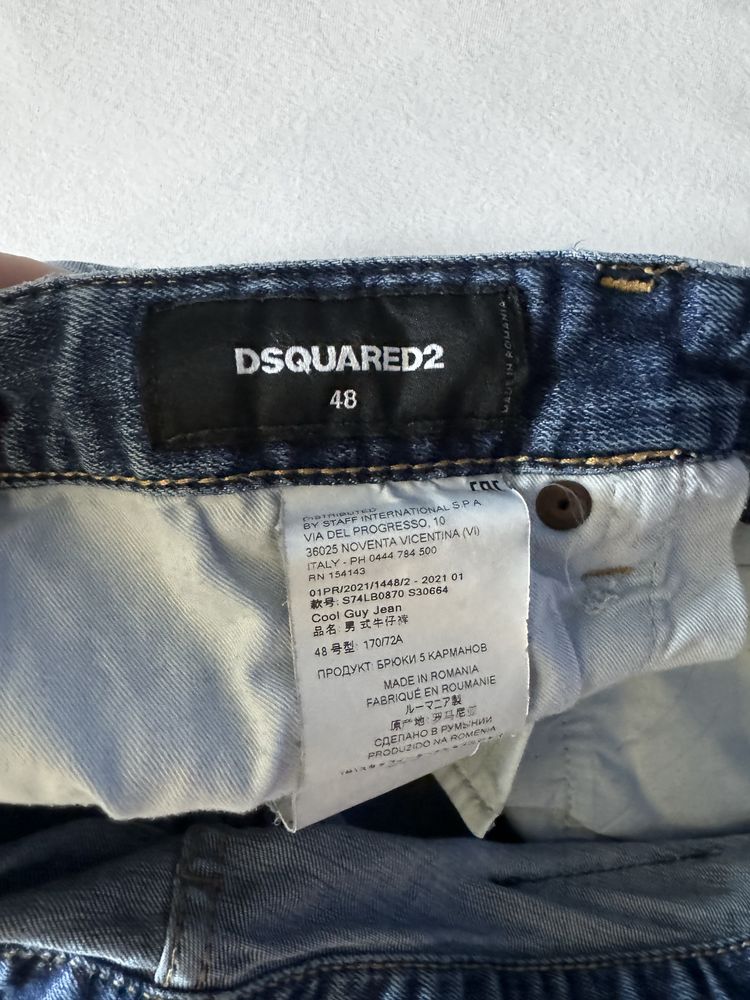 DSQUARED2
48
MADE IN ROMANIA
DISTRIBUTED
BY STAFF INTERNATIONAL S.P.A
VIA DEL PROGRESSO, 10
36025 NOVENTA VICENTINA (VI)
ITALY - PH 0444 784 500
RN 154143
01PR/2021/1448/2 - 2021 01
款号: S74LB0870 S30664
Cool Guy Jean
品名: 男式牛仔裤
48 号型: 170/72A
ПРОДУКТ: БРЮКИ 5 КАРМАНОВ
MADE IN ROMANIA
FABRIQUÉ EN ROUMANIE
ルーマニア製
原产地: 罗马尼亚
СДЕЛАНО В РУМЫНИИ
PRODUZIDO NA ROMENIA